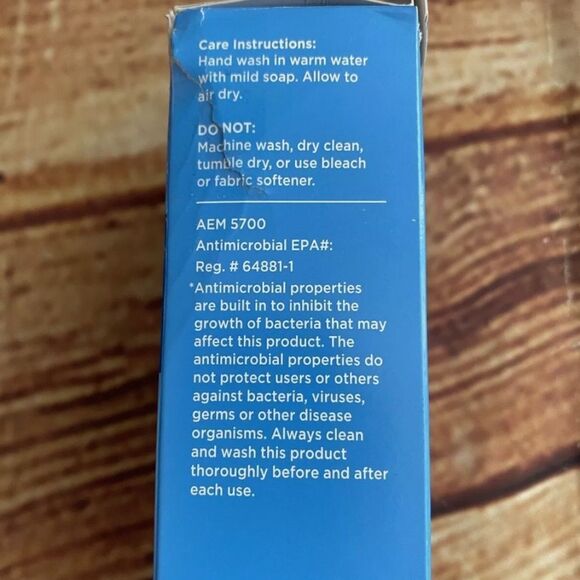 Care Instructions:
Hand wash in warm water
with mild soap. Allow to
air dry.
DO NOT:
Machine wash, dry clean,
tumble dry, or use bleach
or fabric softener.
AEM 5700
Antimicrobial EPA#:
Reg. # 64881-1
*Antimicrobial properties
are built in to inhibit the
growth of bacteria that may
affect this product. The
antimicrobial properties do
not protect users or others
against bacteria, viruses,
germs or other disease
organisms. Always clean
and wash this product
thoroughly before and after
each use.